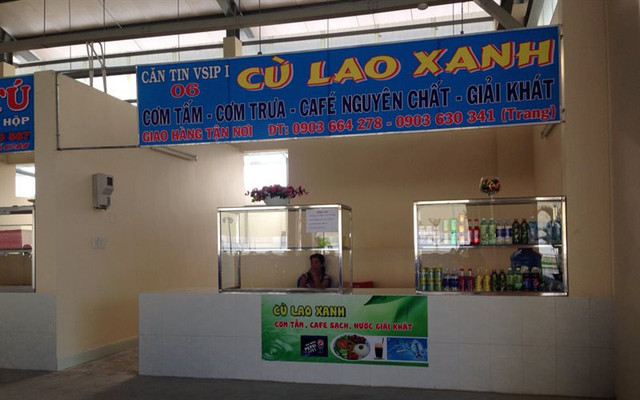 CĂN TIN VSIP I
06
CÙ LAO XANH
CƠM TẤM - CƠM TRƯA - CAFÉ NGUYÊN CHẤT - GIẢI KHÁT
GIAO HÀNG TẬN NƠI ĐT: 0903 664 278 - 0903 630 341 (Trang)
TÚ
HỘP
667
CÙ LAO XANH
CƠM TẤM, CAFE SẠCH, NƯỚC GIẢI KHÁT